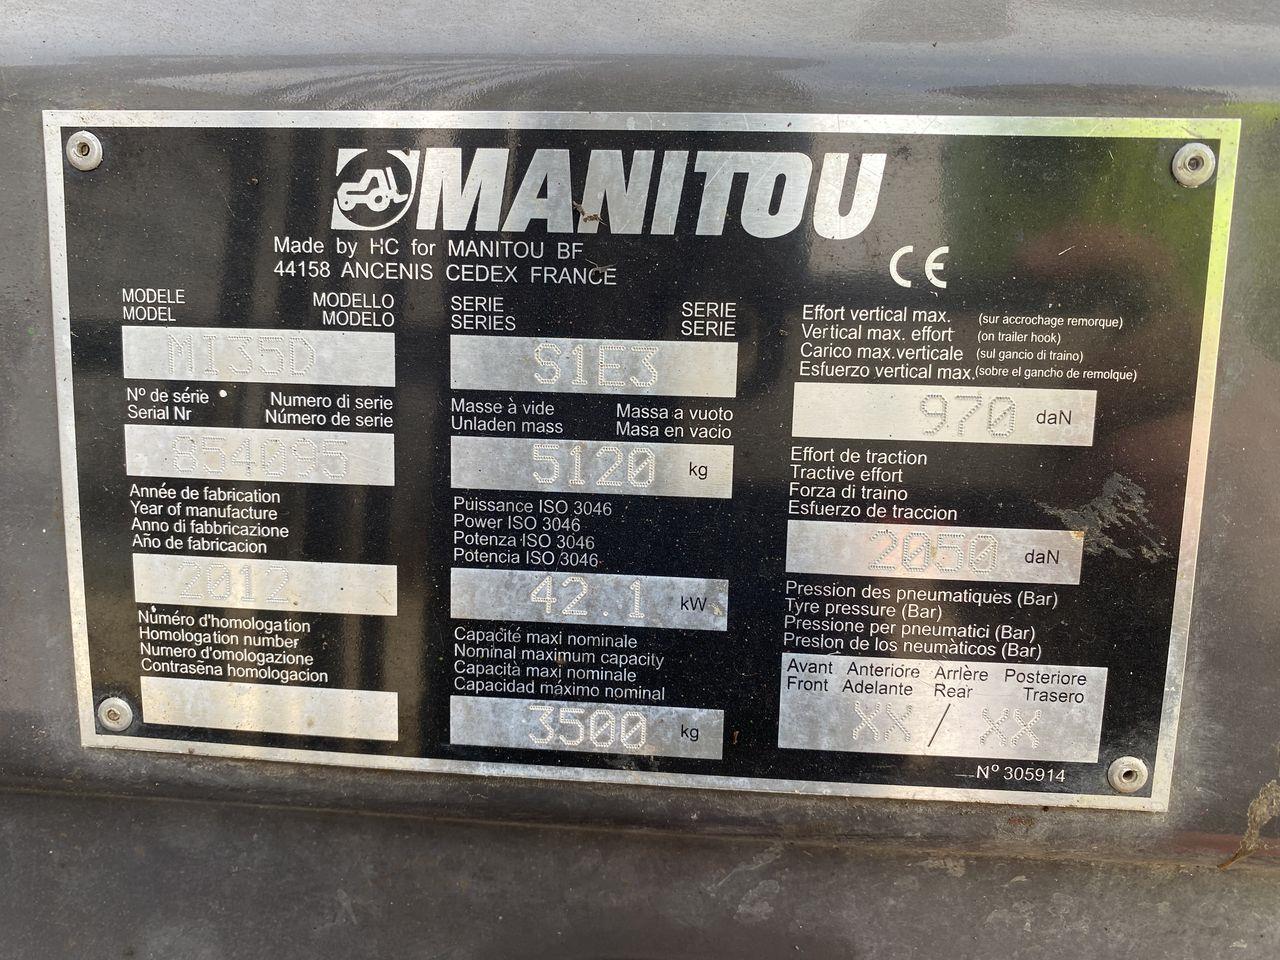 MANITOU
Made by HC for MANITOU BF
44158 ANCENIS CEDEX FRANCE
CE
MODELE MODELLO
MODEL MODELO
MI35D
Nº de série Numero di serie
Serial Nr Número de serie
854095
Année de fabrication
Year of manufacture
Anno di fabbricazione
Año de fabricacion
2012
Número d'homologation
Homologation number
Numero d'omologazione
Contrasena homologacion
SERIE SERIE
SERIES SERIE
S1E3
Masse à vide Massa a vuoto
Unladen mass Masa en vacio
5120 kg
Puissance ISO 3046
Power ISO 3046
Potenza ISO 3046
Potencia ISO 3046
42.1 kW
Capacité maxi nominale
Nominal maximum capacity
Capacità maxi nominale
Capacidad máximo nominal
3500 kg
Effort vertical max. (sur accrochage remorque)
Vertical max. effort (on trailer hook)
Carico max.verticale (sul gancio di traino)
Esfuerzo vertical max.(sobre el gancho de remolque)
970 daN
Effort de traction
Tractive effort
Forza di traino
Esfuerzo de traccion
2050 daN
Pression des pneumatiques (Bar)
Tyre pressure (Bar)
Pressione per pneumatici (Bar)
Preslon de los neumàticos (Bar)
Avant Anteriore Arrière Posteriore
Front Adelante Rear Trasero
XX / XX
Nº 305914